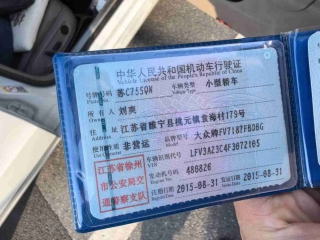 中华人民共和国机动车行驶证
Vehicle License of the People's Republic of China
号牌号码 苏C755QN 车辆类型 小型轿车
Vehicle Type
所有人 刘爽
住址 江苏省睢宁县桃元镇袁海村179号
使用性质 非营运 品牌型号 大众牌FV7187FBDBG
江苏省徐州
市公安局交
通警察支队
车辆识别代号 LFV3A23C4F3072105
发动机号码 480826
注册日期 2015-08-31 发证日期 2015-08-31